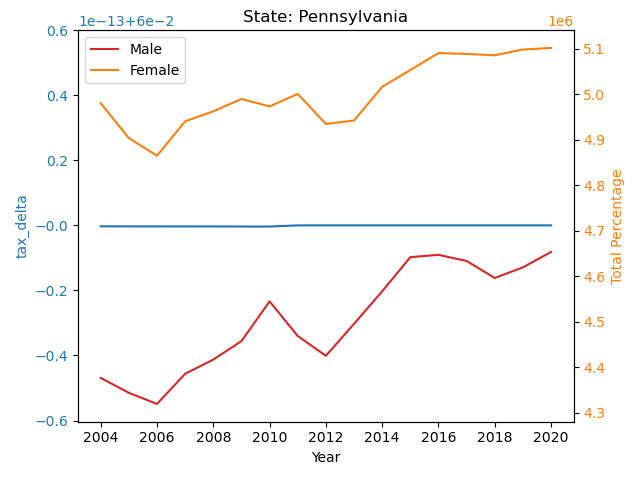 State: Pennsylvania
1e−13+6e−2
1e6
Male
Female
0.6
0.4
0.2
−0.0
−0.2
−0.4
−0.6
tax_delta
5.1
5.0
4.9
4.8
4.7
4.6
4.5
4.4
4.3
Total Percentage
2004 2006 2008 2010 2012 2014 2016 2018 2020
Year